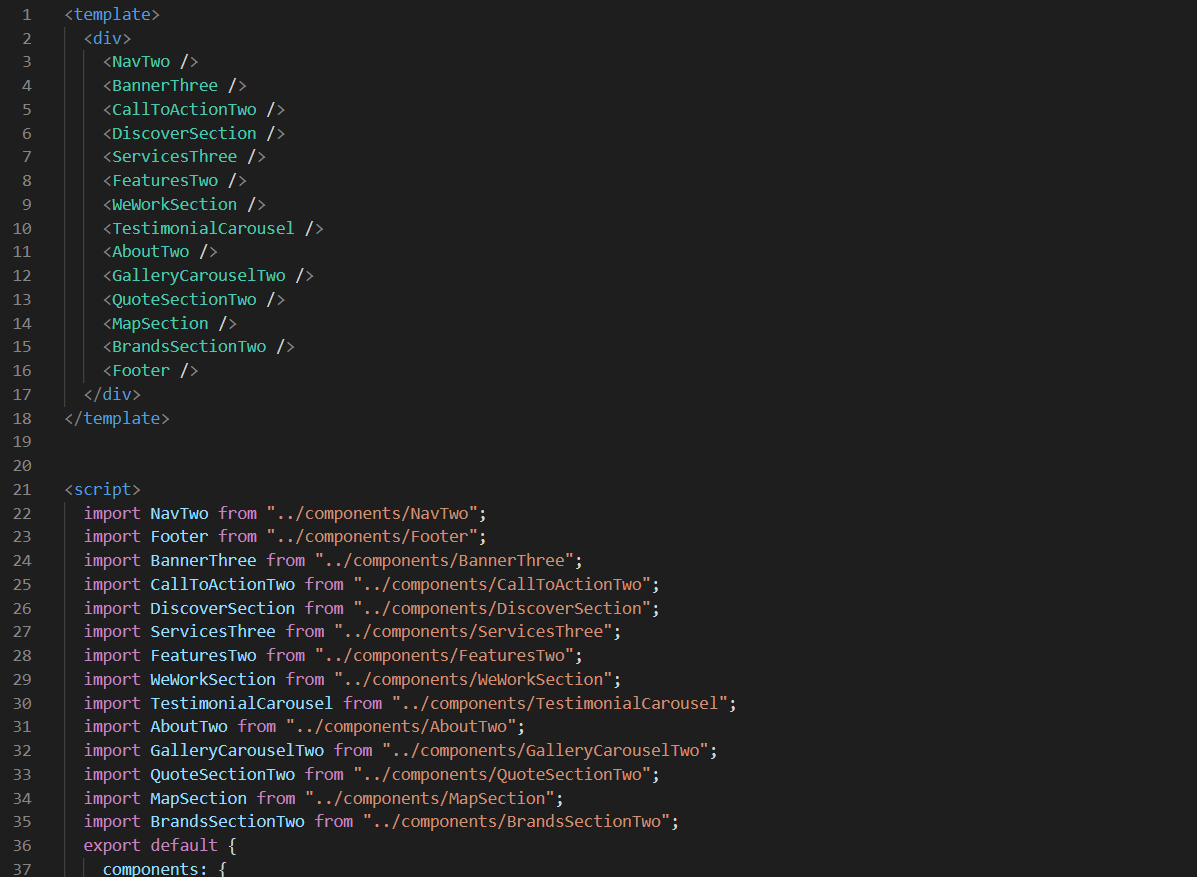 1 <template>
2   <div>
3     <NavTwo />
4     <BannerThree />
5     <CallToActionTwo />
6     <DiscoverSection />
7     <ServicesThree />
8     <FeaturesTwo />
9     <WeWorkSection />
10     <TestimonialCarousel />
11     <AboutTwo />
12     <GalleryCarouselTwo />
13     <QuoteSectionTwo />
14     <MapSection />
15     <BrandsSectionTwo />
16     <Footer />
17   </div>
18 </template>
19
20
21 <script>
22   import NavTwo from "../components/NavTwo";
23   import Footer from "../components/Footer";
24   import BannerThree from "../components/BannerThree";
25   import CallToActionTwo from "../components/CallToActionTwo";
26   import DiscoverSection from "../components/DiscoverSection";
27   import ServicesThree from "../components/ServicesThree";
28   import FeaturesTwo from "../components/FeaturesTwo";
29   import WeWorkSection from "../components/WeWorkSection";
30   import TestimonialCarousel from "../components/TestimonialCarousel";
31   import AboutTwo from "../components/AboutTwo";
32   import GalleryCarouselTwo from "../components/GalleryCarouselTwo";
33   import QuoteSectionTwo from "../components/QuoteSectionTwo";
34   import MapSection from "../components/MapSection";
35   import BrandsSectionTwo from "../components/BrandsSectionTwo";
36   export default {
37     components: {